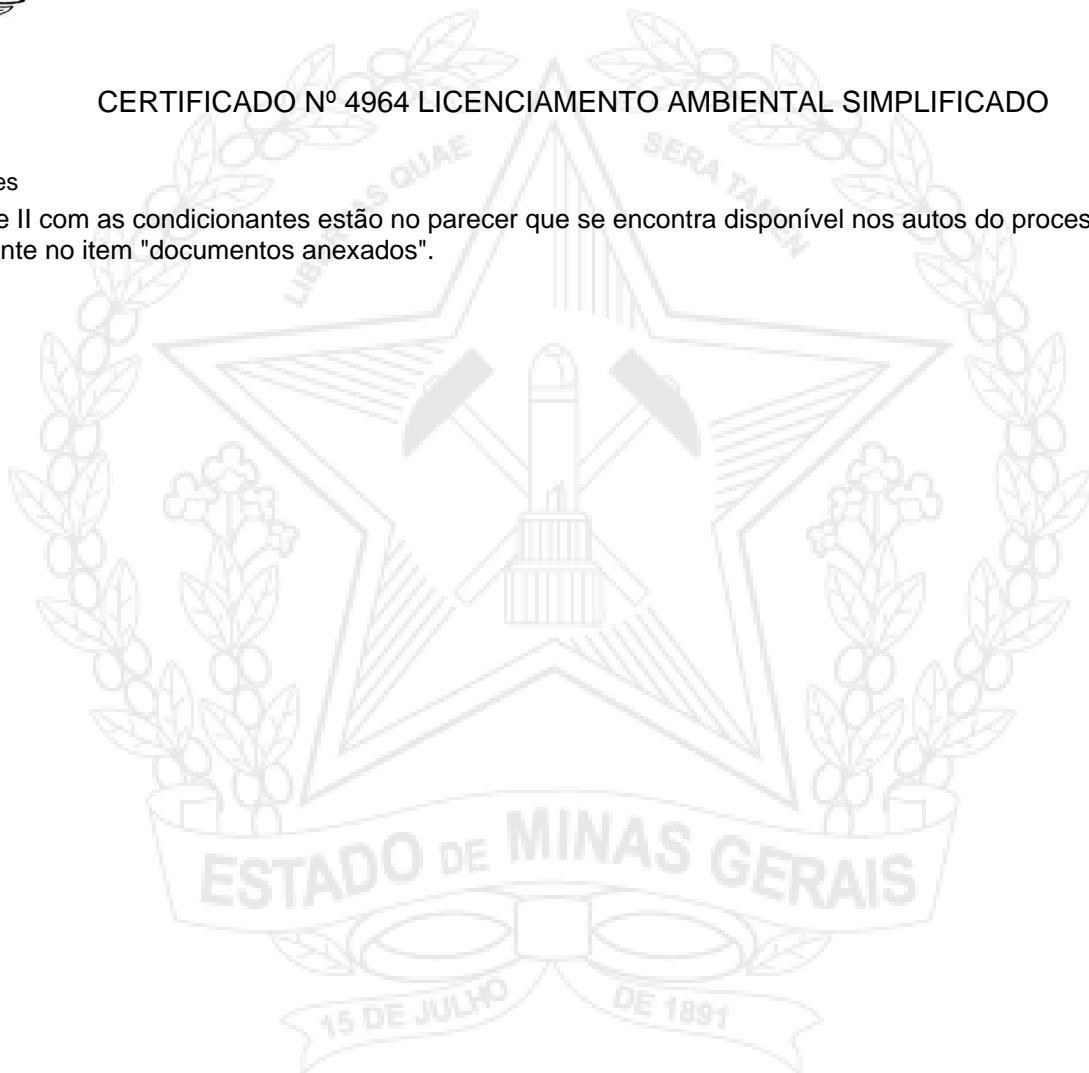 CERTIFICADO Nº 4964 LICENCIAMENTO AMBIENTAL SIMPLIFICADO
es
e II com as condicionantes estão no parecer que se encontra disponível nos autos do proces
nte no item "documentos anexados".
LIBERTAS QUAE SERA TAMEN
ESTADO DE MINAS GERAIS
15 DE JULHO DE 1891